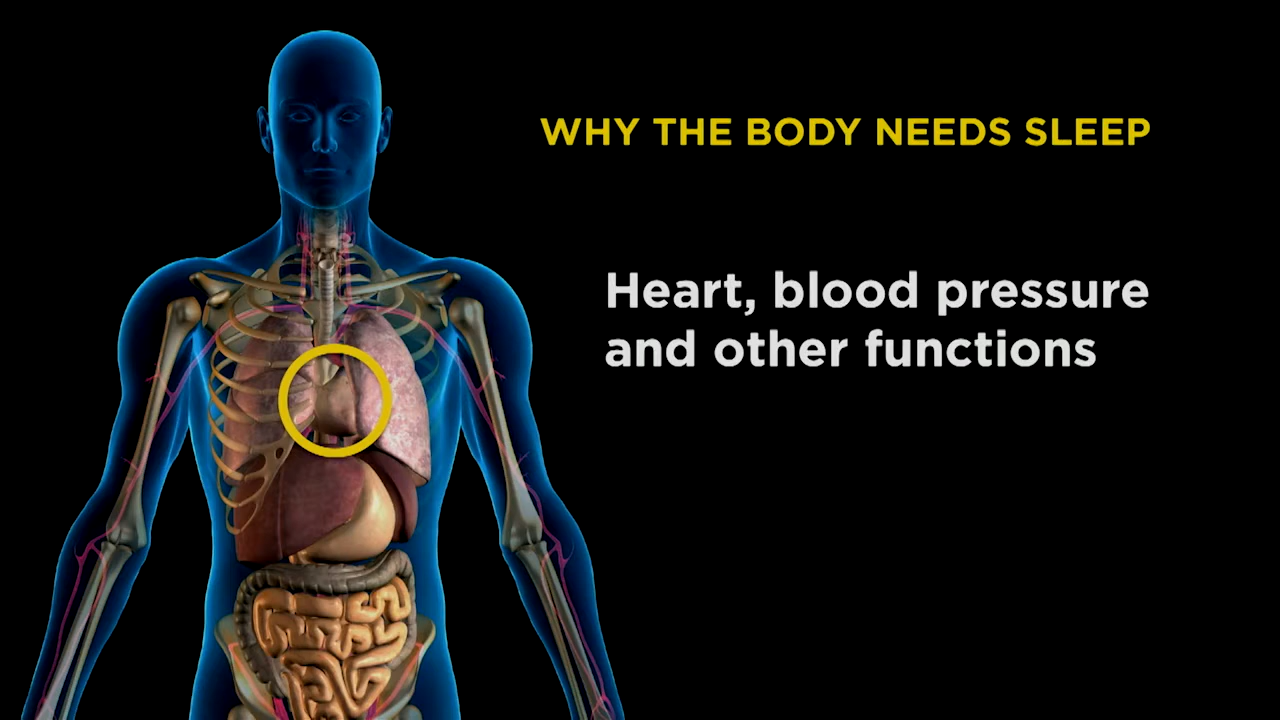 WHY THE BODY NEEDS SLEEP
Heart, blood pressure
and other functions